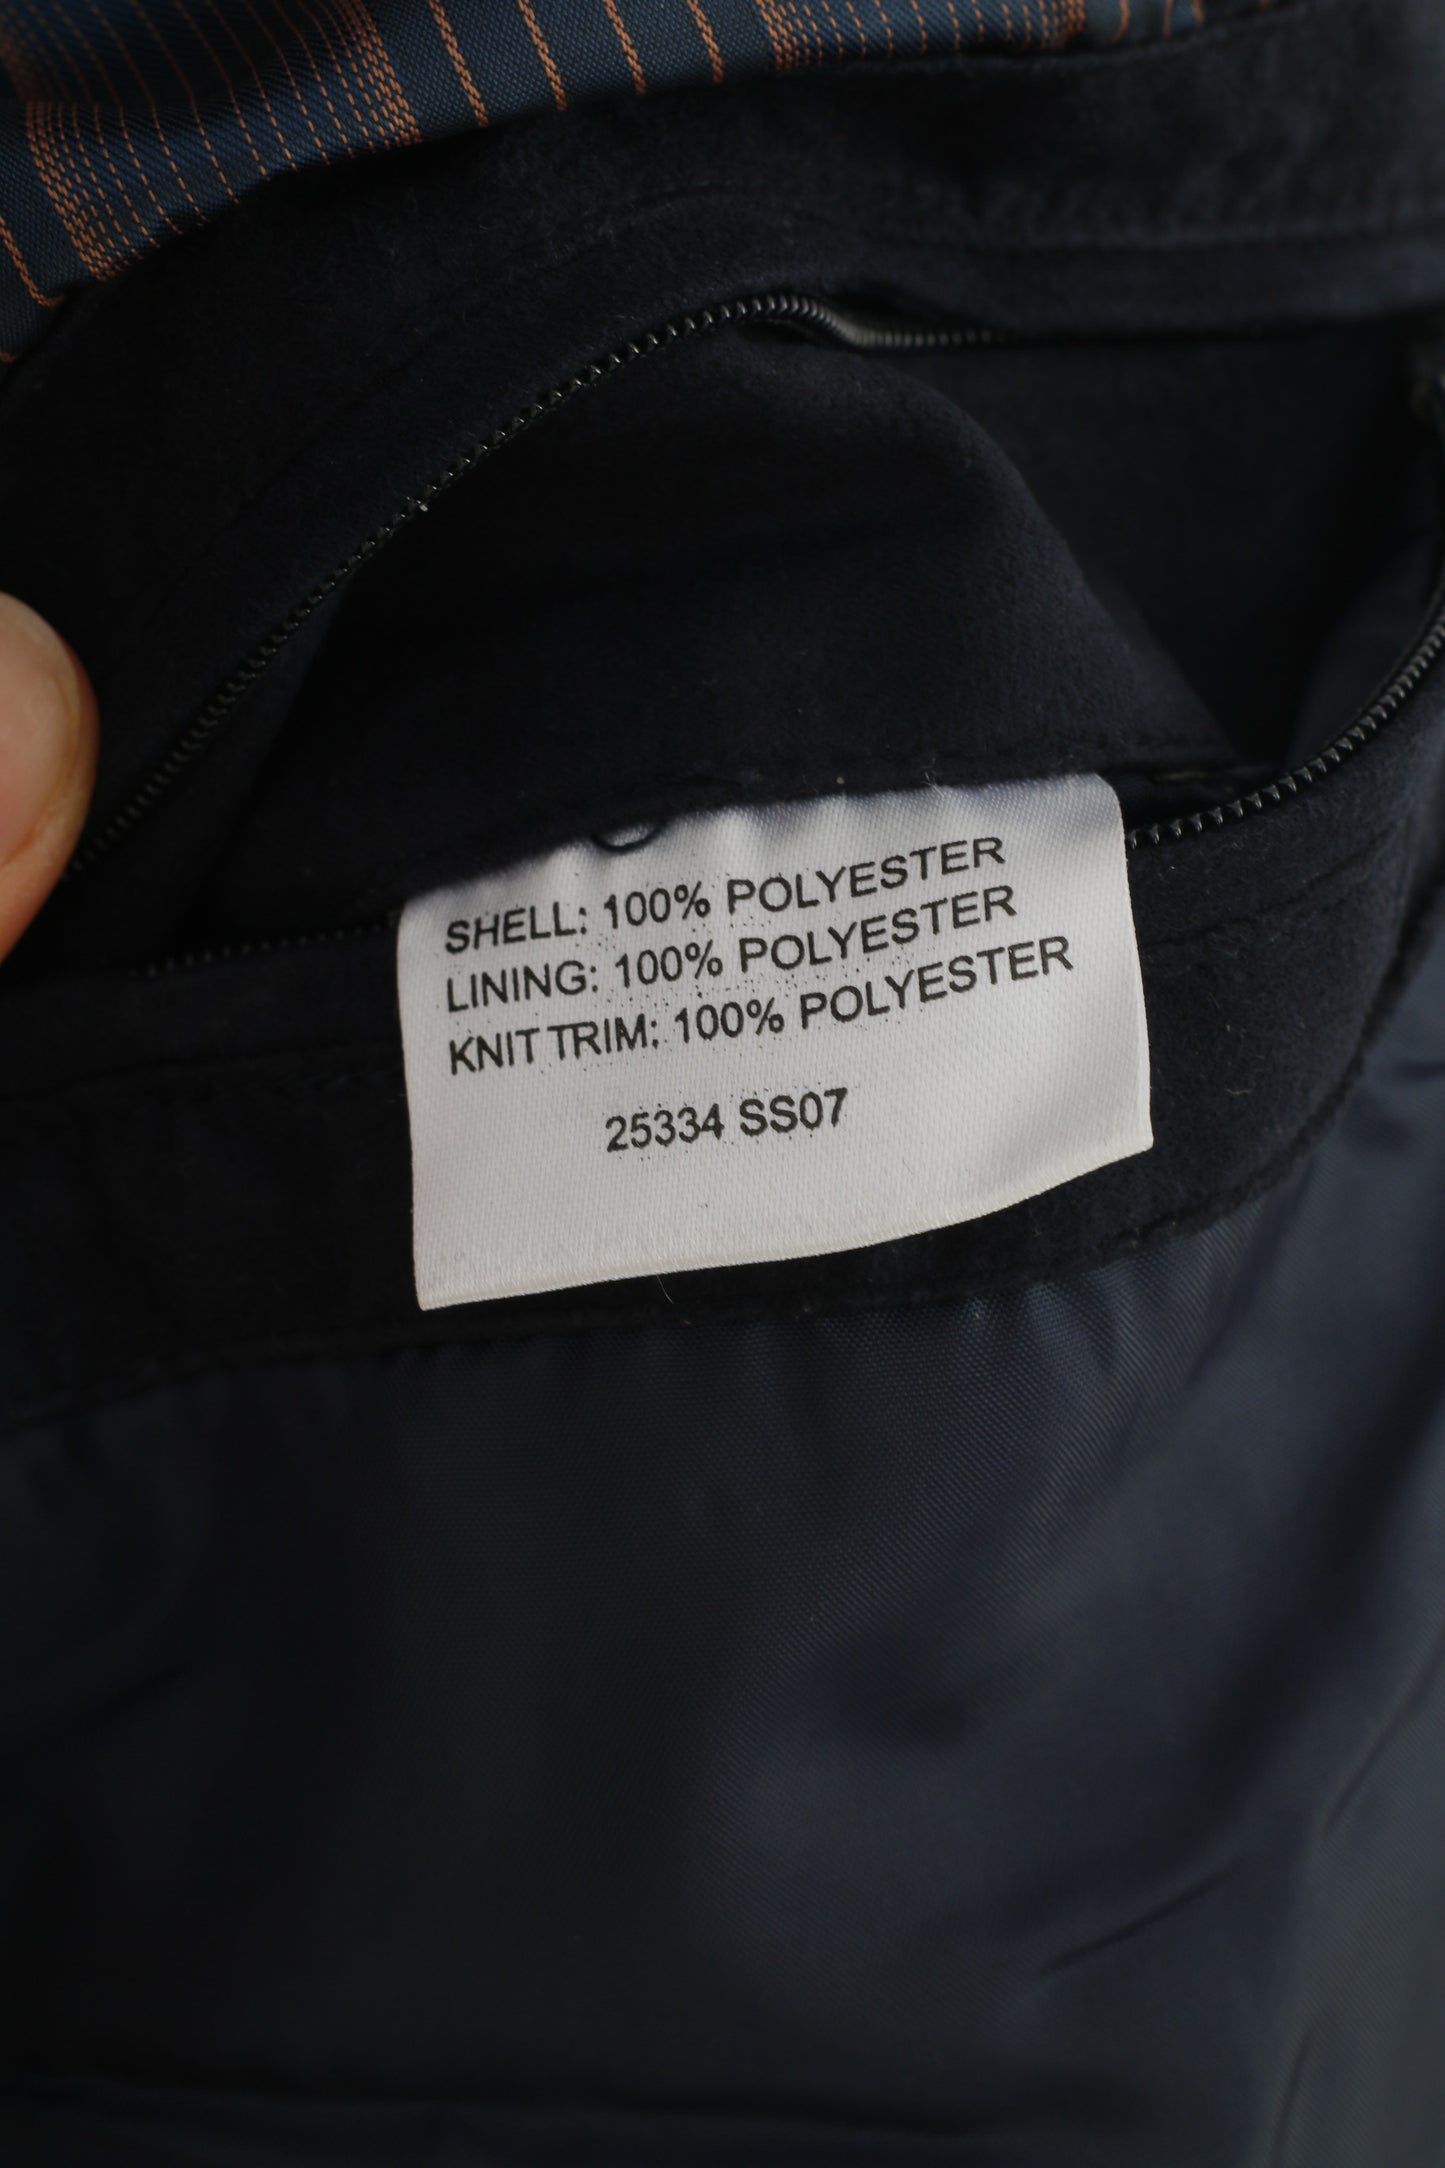 SHELL: 100% POLYESTER
LINING: 100% POLYESTER
KNIT TRIM: 100% POLYESTER
25334 SS07